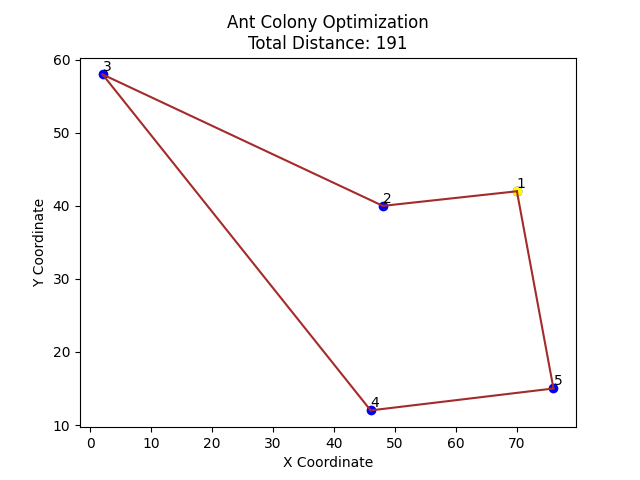 Ant Colony Optimization
Total Distance: 191
60
50
40
30
20
10
Y Coordinate
3
2
1
5
4
0 10 20 30 40 50 60 70
X Coordinate